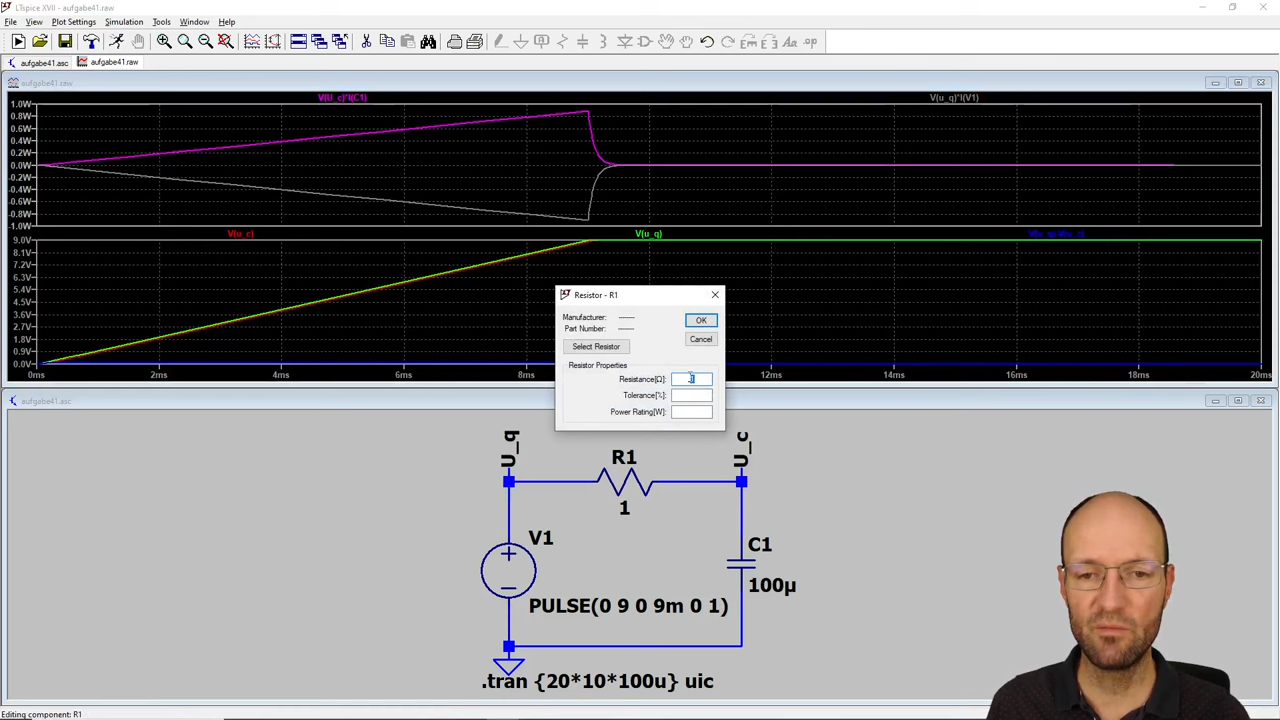 LTspice XVII - aufgabe41.raw
File View Plot Settings Simulation Tools Window Help
aufgabe41.asc aufgabe41.raw
aufgabe41.raw
V(U_c)*I(C1) V(u_q)*I(V1)
1.0W
0.8W
0.6W
0.4W
0.2W
0.0W
-0.2W
-0.4W
-0.6W
-0.8W
-1.0W
V(u_c) V(u_q)
9.0V
8.1V
7.2V
6.3V
5.4V
4.5V
3.6V
2.7V
1.8V
0.9V
0.0V
0ms 2ms 4ms 6ms 8ms 12ms 14ms 16ms 18ms 20ms
Resistor - R1
Manufacturer: ----
Part Number: ----
OK
Cancel
Select Resistor
Resistor Properties
Resistance[Ω]:
Tolerance[%]:
Power Rating[W]:
aufgabe41.asc
U_q
R1
1
U_c
V1
PULSE(0 9 0 9m 0 1)
C1
100µ
.tran {20*10*100u} uic
Editing component: R1